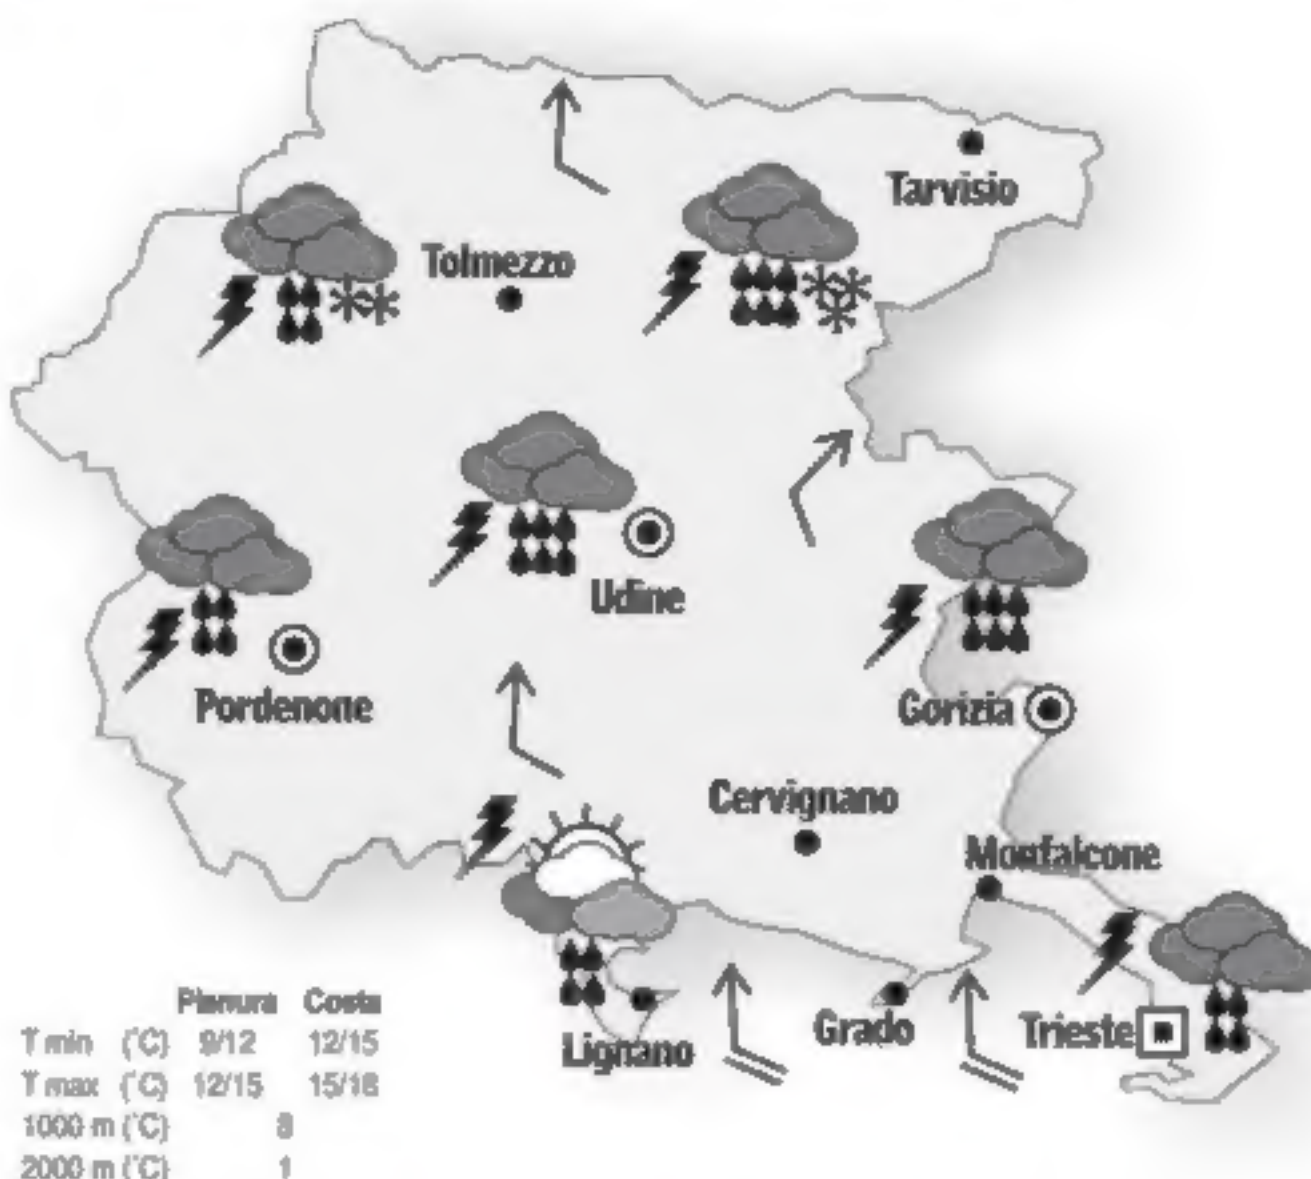 Tarvisio
Tolmezzo
Udine
Pordenone
Gorizia
Cervignano
Monfalcone
Lignano
Grado
Trieste
Pianura Costa
T min (°C) 9/12 12/15
T max (°C) 12/15 15/18
1000 m (°C) 8
2000 m (°C) 1